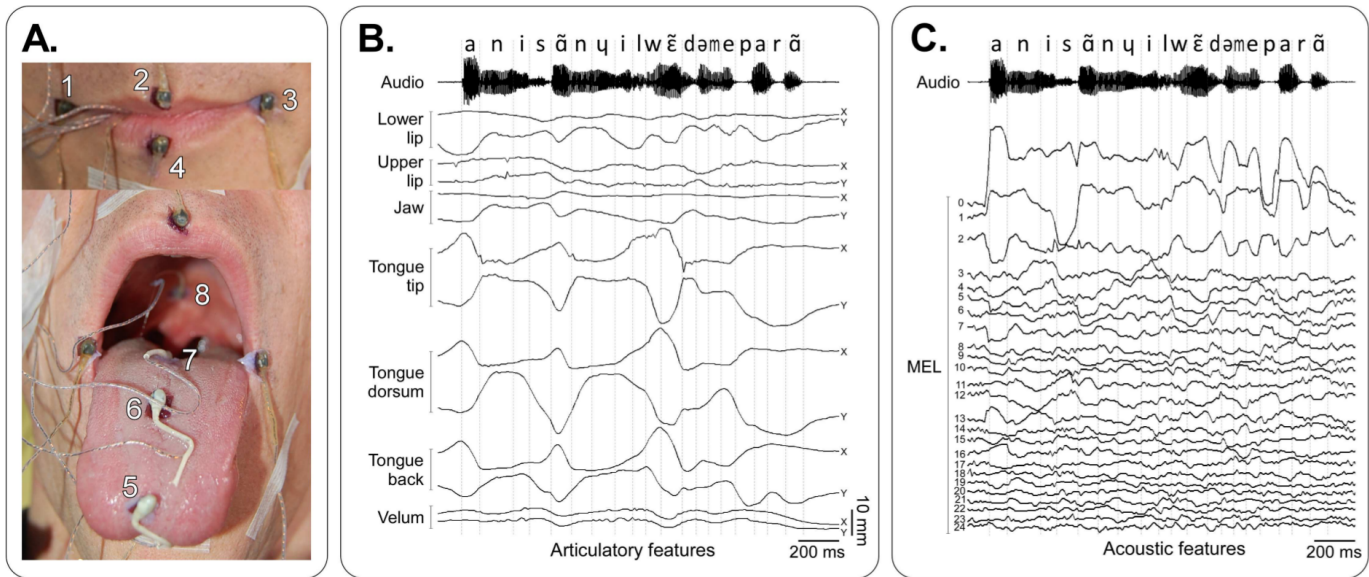 A.
1
2
3
4
8
7
6
5
B.
a n i s ɑ̃ n ɥ i l w ɛ̃ d ə m e p a r ɑ̃
Audio
Lower lip
X
Y
Upper lip
X
Y
Jaw
X
Y
Tongue tip
X
Y
Tongue dorsum
X
Y
Tongue back
X
Y
Velum
X
Y
10 mm
Articulatory features
200 ms
C.
a n i s ɑ̃ n ɥ i l w ɛ̃ d ə m e p a r ɑ̃
Audio
MEL
0
1
2
3
4
5
6
7
8
9
10
11
12
13
14
15
16
17
18
19
20
21
22
23
24
Acoustic features
200 ms